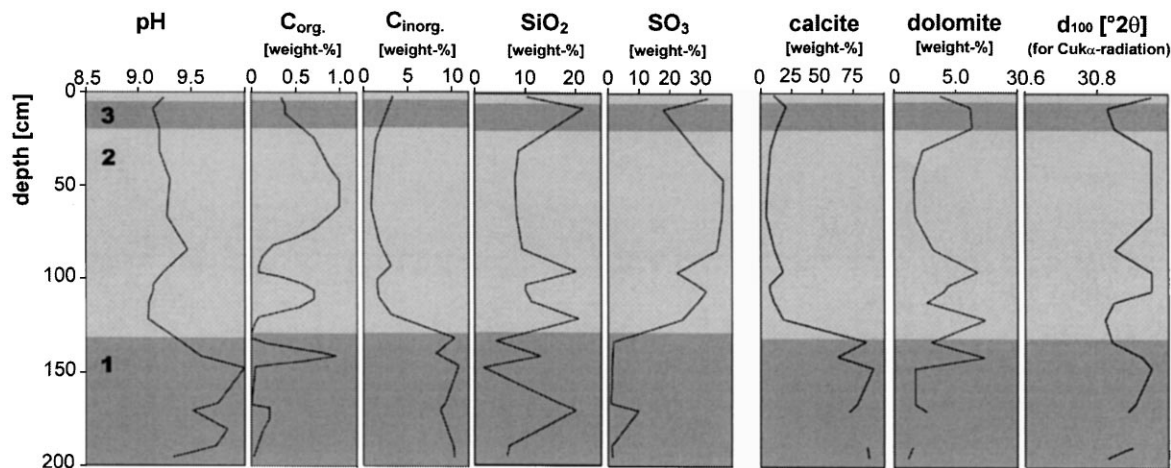 pH C org. C inorg. SiO2 SO3 calcite dolomite d100 [°2θ]
[weight-%] [weight-%] [weight-%] [weight-%] [weight-%] [weight-%] (for Cukα-radiation)
8.5 9.0 9.5 0 0.5 1.0 0 5 10 0 10 20 0 10 20 30 0 25 50 75 0 5.0 30.6 30.8
0
3
2
50
depth [cm]
100
1
150
200